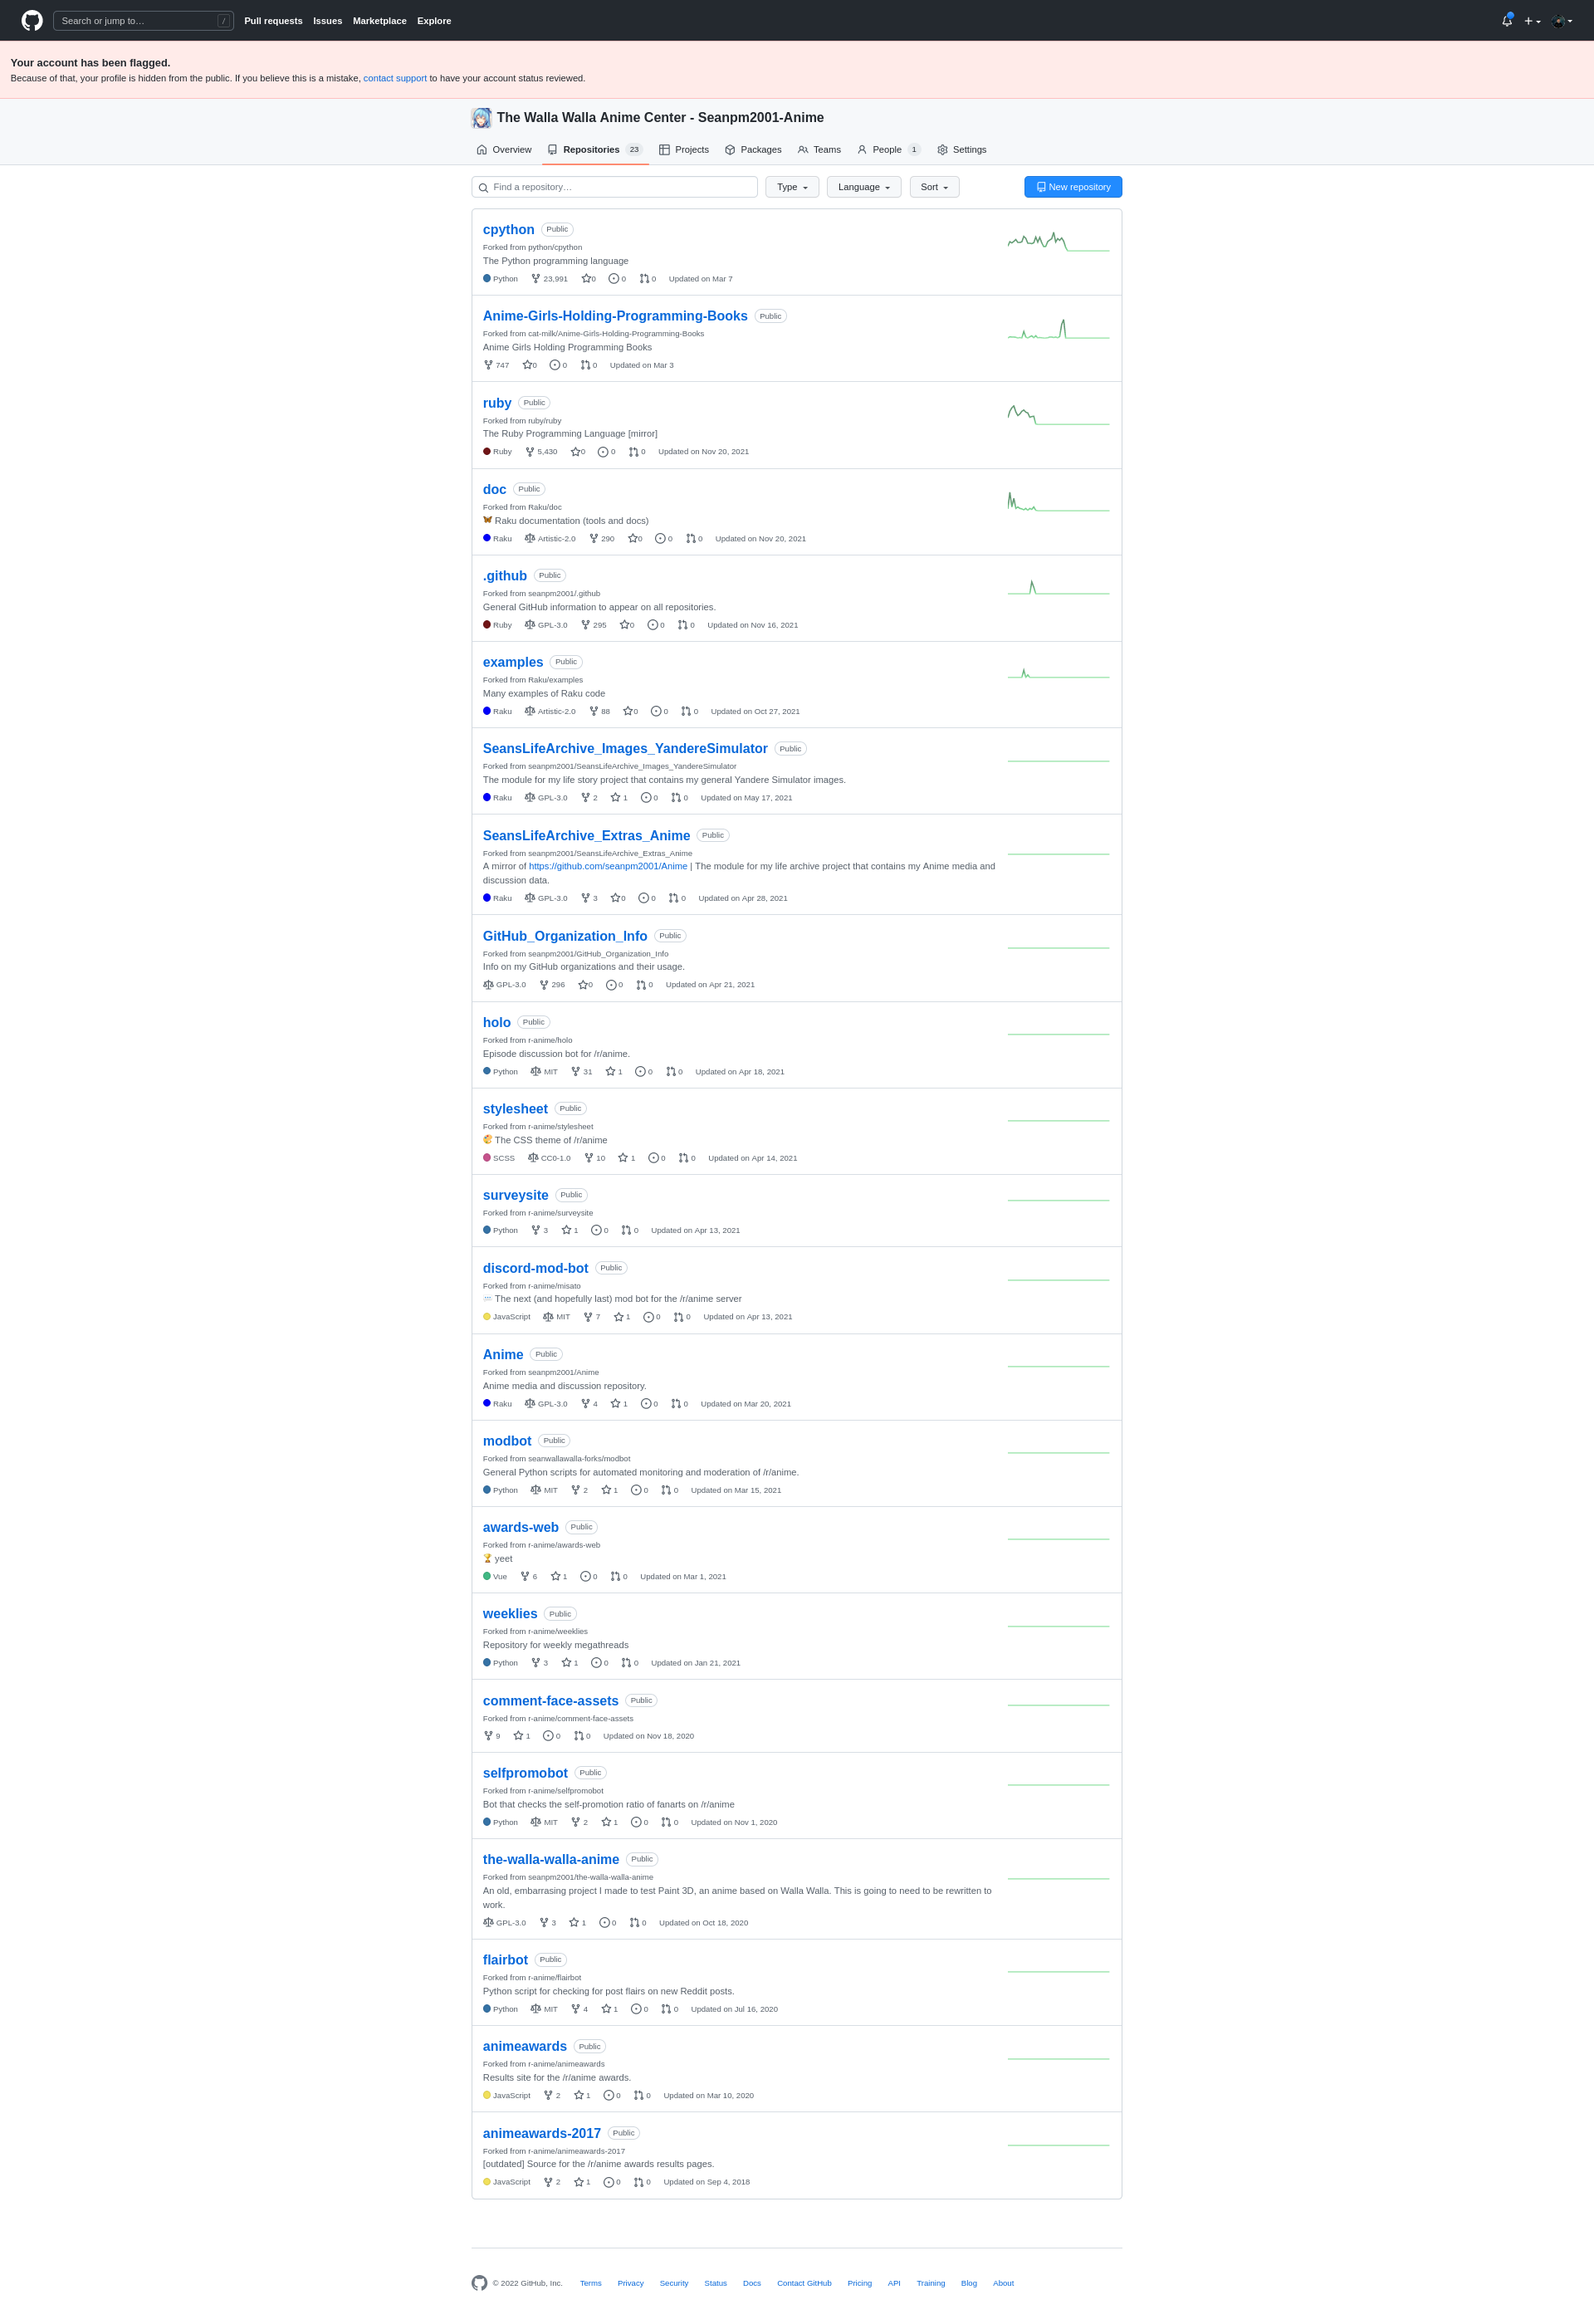 Search or jump to… / Pull requests Issues Marketplace Explore
Your account has been flagged.
Because of that, your profile is hidden from the public. If you believe this is a mistake, contact support to have your account status reviewed.
The Walla Walla Anime Center - Seanpm2001-Anime
Overview Repositories 23 Projects Packages Teams People 1 Settings
Find a repository… Type Language Sort New repository
cpython Public
Forked from python/cpython
The Python programming language
Python 23,991 0 0 0 Updated on Mar 7
Anime-Girls-Holding-Programming-Books Public
Forked from cat-milk/Anime-Girls-Holding-Programming-Books
Anime Girls Holding Programming Books
747 0 0 0 Updated on Mar 3
ruby Public
Forked from ruby/ruby
The Ruby Programming Language [mirror]
Ruby 5,430 0 0 0 Updated on Nov 20, 2021
doc Public
Forked from Raku/doc
🦋 Raku documentation (tools and docs)
Raku Artistic-2.0 290 0 0 0 Updated on Nov 20, 2021
.github Public
Forked from seanpm2001/.github
General GitHub information to appear on all repositories.
Ruby GPL-3.0 295 0 0 0 Updated on Nov 16, 2021
examples Public
Forked from Raku/examples
Many examples of Raku code
Raku Artistic-2.0 88 0 0 0 Updated on Oct 27, 2021
SeansLifeArchive_Images_YandereSimulator Public
Forked from seanpm2001/SeansLifeArchive_Images_YandereSimulator
The module for my life story project that contains my general Yandere Simulator images.
Raku GPL-3.0 2 1 0 0 Updated on May 17, 2021
SeansLifeArchive_Extras_Anime Public
Forked from seanpm2001/SeansLifeArchive_Extras_Anime
A mirror of https://github.com/seanpm2001/Anime | The module for my life archive project that contains my Anime media and
discussion data.
Raku GPL-3.0 3 0 0 0 Updated on Apr 28, 2021
GitHub_Organization_Info Public
Forked from seanpm2001/GitHub_Organization_Info
Info on my GitHub organizations and their usage.
GPL-3.0 296 0 0 0 Updated on Apr 21, 2021
holo Public
Forked from r-anime/holo
Episode discussion bot for /r/anime.
Python MIT 31 1 0 0 Updated on Apr 18, 2021
stylesheet Public
Forked from r-anime/stylesheet
🎨 The CSS theme of /r/anime
SCSS CC0-1.0 10 1 0 0 Updated on Apr 14, 2021
surveysite Public
Forked from r-anime/surveysite
Python 3 1 0 0 Updated on Apr 13, 2021
discord-mod-bot Public
Forked from r-anime/misato
The next (and hopefully last) mod bot for the /r/anime server
JavaScript MIT 7 1 0 0 Updated on Apr 13, 2021
Anime Public
Forked from seanpm2001/Anime
Anime media and discussion repository.
Raku GPL-3.0 4 1 0 0 Updated on Mar 20, 2021
modbot Public
Forked from seanwallawalla-forks/modbot
General Python scripts for automated monitoring and moderation of /r/anime.
Python MIT 2 1 0 0 Updated on Mar 15, 2021
awards-web Public
Forked from r-anime/awards-web
🏆 yeet
Vue 6 1 0 0 Updated on Mar 1, 2021
weeklies Public
Forked from r-anime/weeklies
Repository for weekly megathreads
Python 3 1 0 0 Updated on Jan 21, 2021
comment-face-assets Public
Forked from r-anime/comment-face-assets
9 1 0 0 Updated on Nov 18, 2020
selfpromobot Public
Forked from r-anime/selfpromobot
Bot that checks the self-promotion ratio of fanarts on /r/anime
Python MIT 2 1 0 0 Updated on Nov 1, 2020
the-walla-walla-anime Public
Forked from seanpm2001/the-walla-walla-anime
An old, embarrasing project I made to test Paint 3D, an anime based on Walla Walla. This is going to need to be rewritten to
work.
GPL-3.0 3 1 0 0 Updated on Oct 18, 2020
flairbot Public
Forked from r-anime/flairbot
Python script for checking for post flairs on new Reddit posts.
Python MIT 4 1 0 0 Updated on Jul 16, 2020
animeawards Public
Forked from r-anime/animeawards
Results site for the /r/anime awards.
JavaScript 2 1 0 0 Updated on Mar 10, 2020
animeawards-2017 Public
Forked from r-anime/animeawards-2017
[outdated] Source for the /r/anime awards results pages.
JavaScript 2 1 0 0 Updated on Sep 4, 2018
© 2022 GitHub, Inc. Terms Privacy Security Status Docs Contact GitHub Pricing API Training Blog About